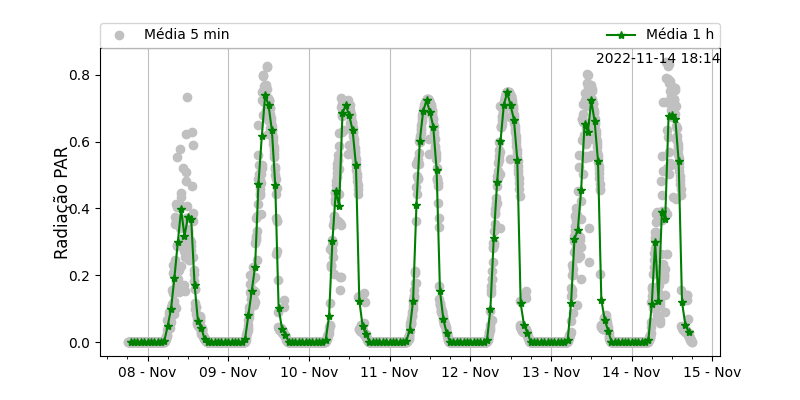 Média 5 min
Média 1 h
2022-11-14 18:14
0.8
0.6
0.4
0.2
0.0
Radiação PAR
08 - Nov
09 - Nov
10 - Nov
11 - Nov
12 - Nov
13 - Nov
14 - Nov
15 - Nov